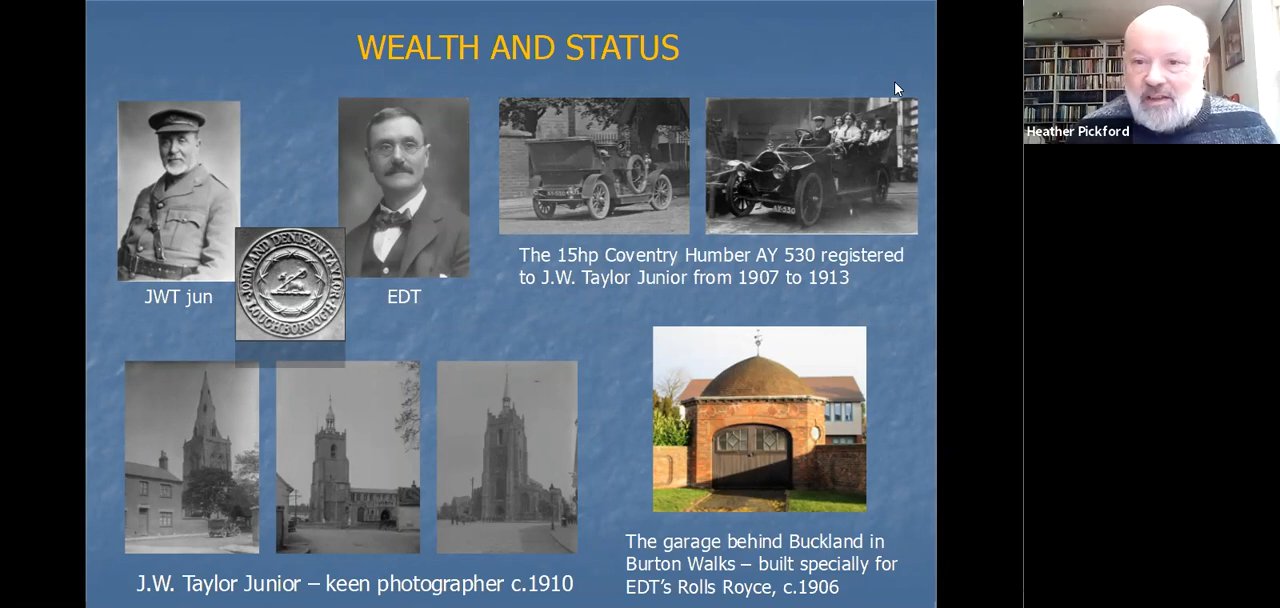 WEALTH AND STATUS
Heather Pickford
JOHN AND DENISON TAYLOR
LOUGHBOROUGH
JWT jun
EDT
AY 530
The 15hp Coventry Humber AY 530 registered
to J.W. Taylor Junior from 1907 to 1913
J.W. Taylor Junior – keen photographer c.1910
The garage behind Buckland in
Burton Walks – built specially for
EDT's Rolls Royce, c.1906